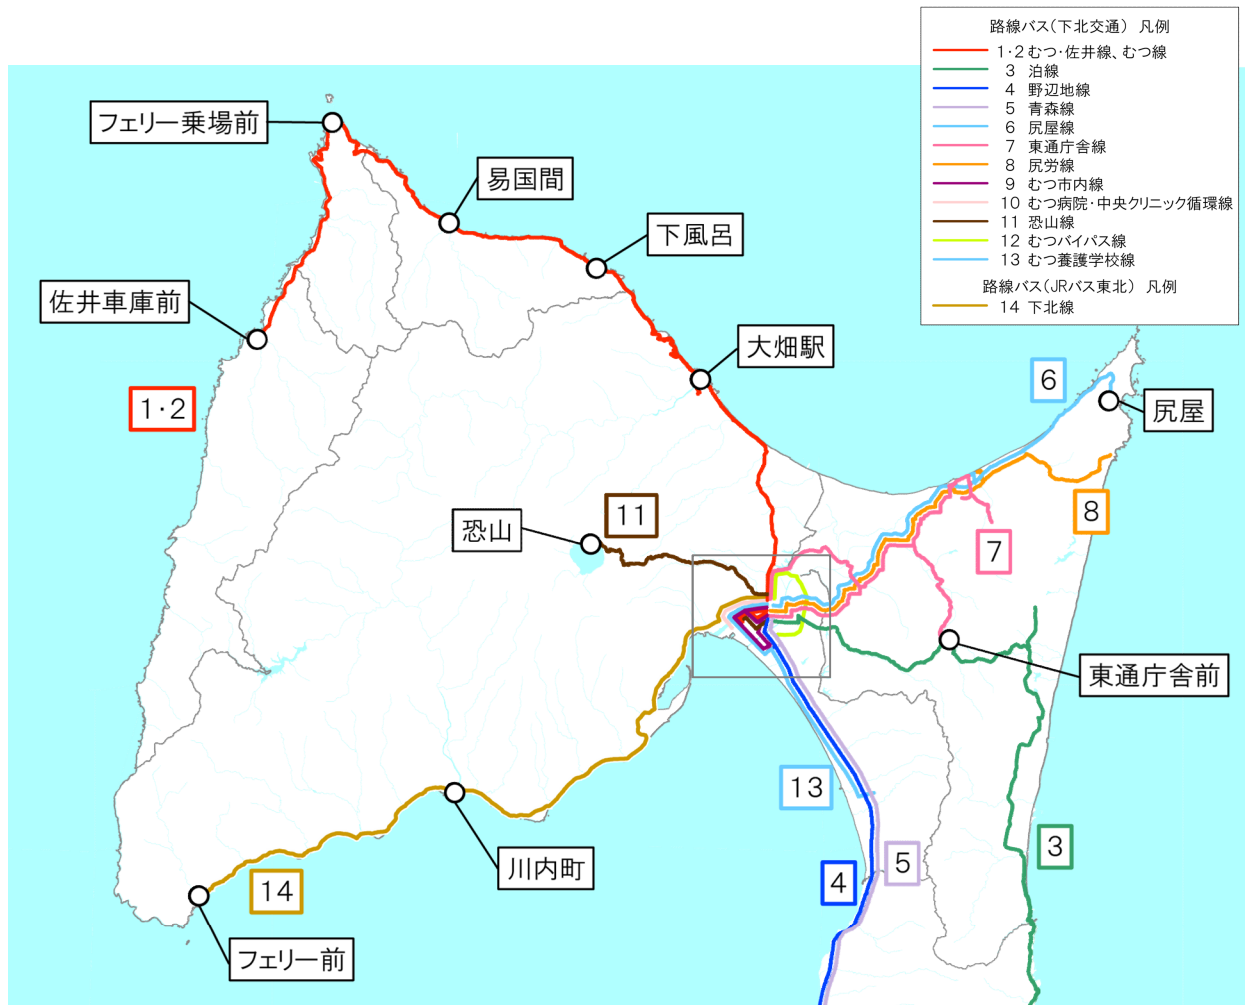 路線バス（下北交通） 凡例
1・2 むつ・佐井線、むつ線
3 泊線
4 野辺地線
5 青森線
6 尻屋線
7 東通庁舎線
8 尻労線
9 むつ市内線
10 むつ病院・中央クリニック循環線
11 恐山線
12 むつバイパス線
13 むつ養護学校線
路線バス（JRバス東北） 凡例
14 下北線
フェリー乗場前
易国間
下風呂
佐井車庫前
大畑駅
1・2
6
尻屋
8
11
恐山
7
東通庁舎前
13
3
5
4
川内町
14
フェリー前